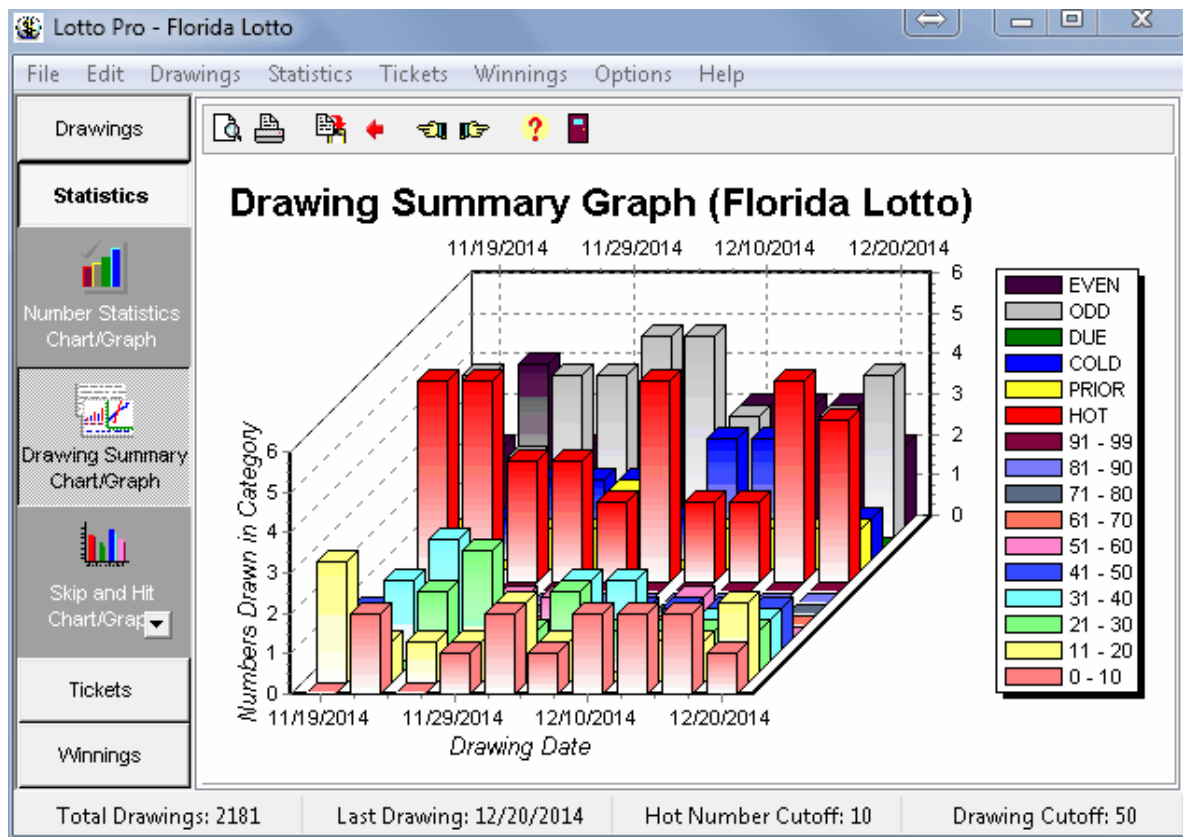 Lotto Pro - Florida Lotto
File Edit Drawings Statistics Tickets Winnings Options Help
Drawings
Statistics
Number Statistics
Chart/Graph
Drawing Summary
Chart/Graph
Skip and Hit
Chart/Grap
Tickets
Winnings
Drawing Summary Graph (Florida Lotto)
11/19/2014 11/29/2014 12/10/2014 12/20/2014
6
5
4
3
2
1
0
Numbers Drawn in Category
6
5
4
3
2
1
0
11/19/2014 11/29/2014 12/10/2014 12/20/2014
Drawing Date
EVEN
ODD
DUE
COLD
PRIOR
HOT
91 - 99
81 - 90
71 - 80
61 - 70
51 - 60
41 - 50
31 - 40
21 - 30
11 - 20
0 - 10
Total Drawings: 2181 Last Drawing: 12/20/2014 Hot Number Cutoff: 10 Drawing Cutoff: 50